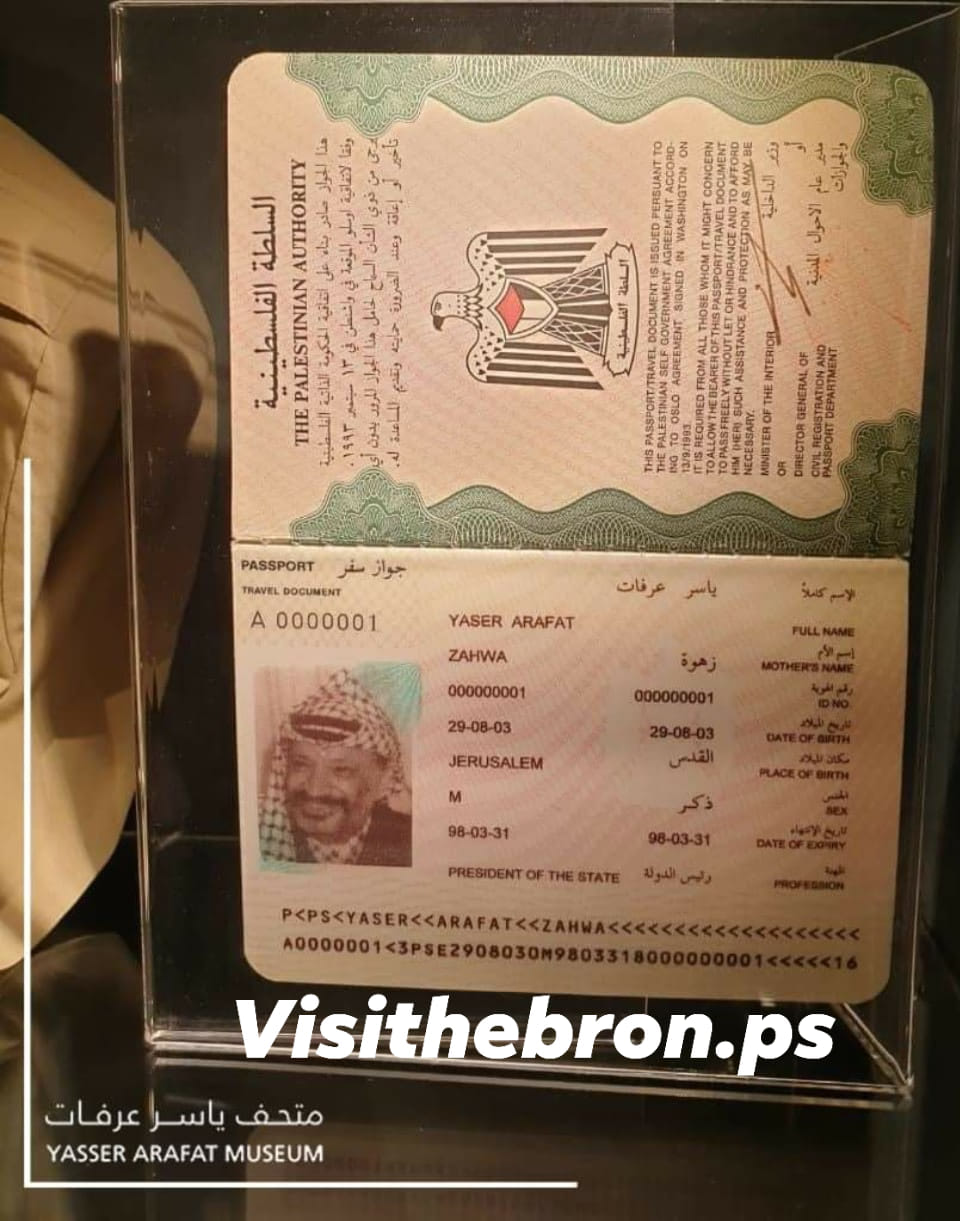 السلطة الفلسطينية
THE PALESTINIAN AUTHORITY
هذا الجواز صادر بناء على اتفاقية الحكومة الذاتية الفلسطينية
وفقا لاتفاقية اوسلو الموقعة في واشنطن في ١٣ سبتمبر ١٩٩٣.
يرجى من ذوي الشأن السماح لحامل هذا الجواز المرور بدون أي
تأخير أو إعاقة وعند الضرورة حمايته وتقديم المساعدة له.
السلطة الفلسطينية
THIS PASSPORT/TRAVEL DOCUMENT IS ISSUED PERSUANT TO
THE PALESTINIAN SELF GOVERNMENT AGREEMENT ACCORD-
ING TO OSLO AGREEMENT SIGNED IN WASHINGTON ON
13/9/1993.
IT IS REQUIRED FROM ALL THOSE WHOM IT MIGHT CONCERN
TO ALLOW THE BEARER OF THIS PASSPORT/TRAVEL DOCUMENT
TO PASS FREELY WITHOUT LET OR HINDRANCE AND TO AFFORD
HIM (HER) SUCH ASSISTANCE AND PROTECTION AS MAY BE
NECESSARY.
MINISTER OF THE INTERIOR وزير الداخلية
OR أو
DIRECTOR GENERAL OF مدير عام الاحوال المدنية
CIVIL REGISTRATION AND والجوازات
PASSPORT DEPARTMENT
PASSPORT جواز سفر
TRAVEL DOCUMENT
A 0000001
ياسر عرفات الإسم كاملاً
YASER ARAFAT FULL NAME
ZAHWA زهوة إسم الأم
MOTHER'S NAME
000000001 000000001 رقم الهوية
ID NO.
29-08-03 29-08-03 تاريخ الميلاد
DATE OF BIRTH
JERUSALEM القدس مكان الميلاد
PLACE OF BIRTH
M ذكر الجنس
SEX
98-03-31 98-03-31 تاريخ الإنتهاء
DATE OF EXPIRY
PRESIDENT OF THE STATE رئيس الدولة المهنة
PROFESSION
P<PS<YASER<<ARAFAT<<ZAHWA<<<<<<<<<<<<<<<<<<<
A0000001<3PSE2908030M9803318000000001<<<<<16
Visithebron.ps
متحف ياسر عرفات
YASSER ARAFAT MUSEUM